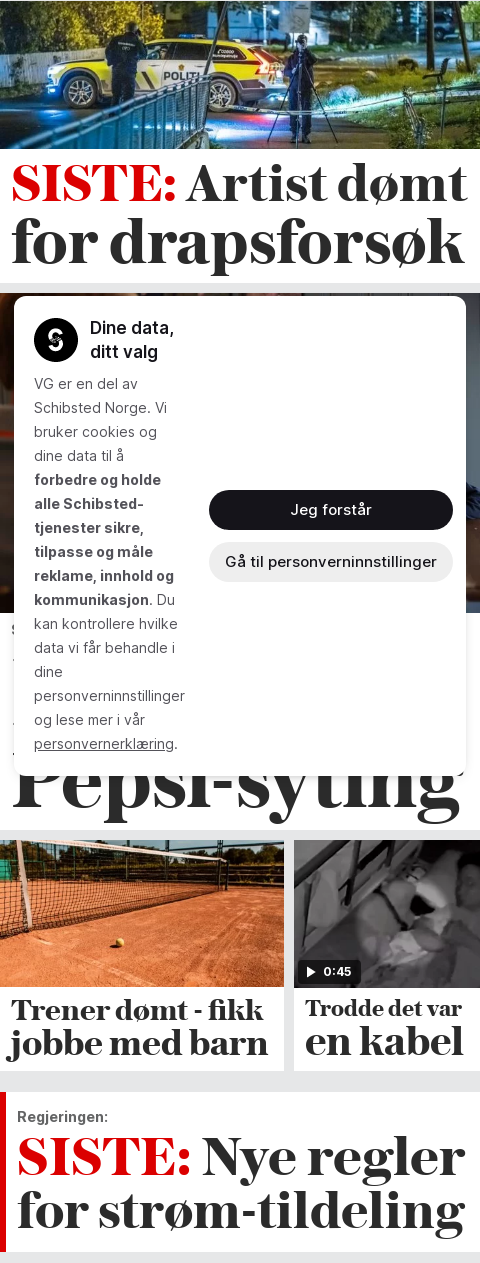 POLITI
02800
SISTE: Artist dømt
for drapsforsøk
Dine data,
ditt valg
VG er en del av
Schibsted Norge. Vi
bruker cookies og
dine data til å
forbedre og holde
alle Schibsted-
tjenester sikre,
tilpasse og måle
reklame, innhold og
kommunikasjon. Du
kan kontrollere hvilke
data vi får behandle i
dine
personverninnstillinger
og lese mer i vår
personvernerklæring.
Jeg forstår
Gå til personverninnstillinger
Pepsi-syting
0:45
Trener dømt - fikk
jobbe med barn
Trodde det var
en kabel
Regjeringen:
SISTE: Nye regler
for strøm-tildeling